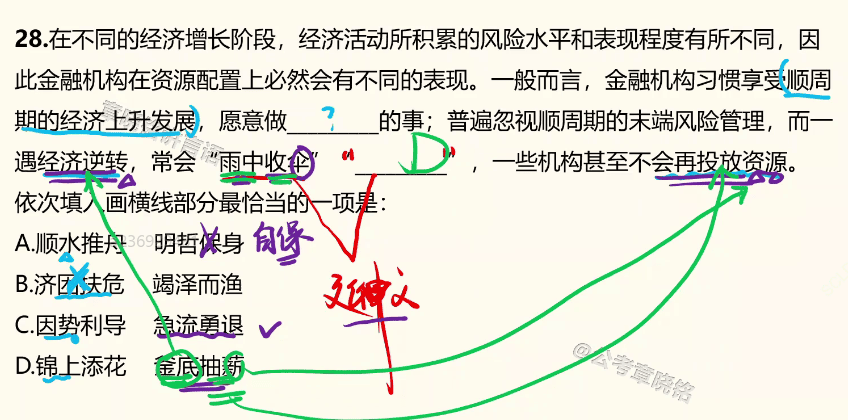 28.在不同的经济增长阶段，经济活动所积累的风险水平和表现程度有所不同，因
此金融机构在资源配置上必然会有不同的表现。一般而言，金融机构习惯享受顺周
期的经济上升发展，愿意做________的事；普遍忽视顺周期的末端风险管理，而一
遇经济逆转，常会“雨中收伞”“________”，一些机构甚至不会再投放资源。
依次填入画横线部分最恰当的一项是：
A.顺水推舟 明哲保身 自保
B.济困扶危 竭泽而渔
C.因势利导 急流勇退
D.锦上添花 釜底抽薪
?
D
@公考章晓铭